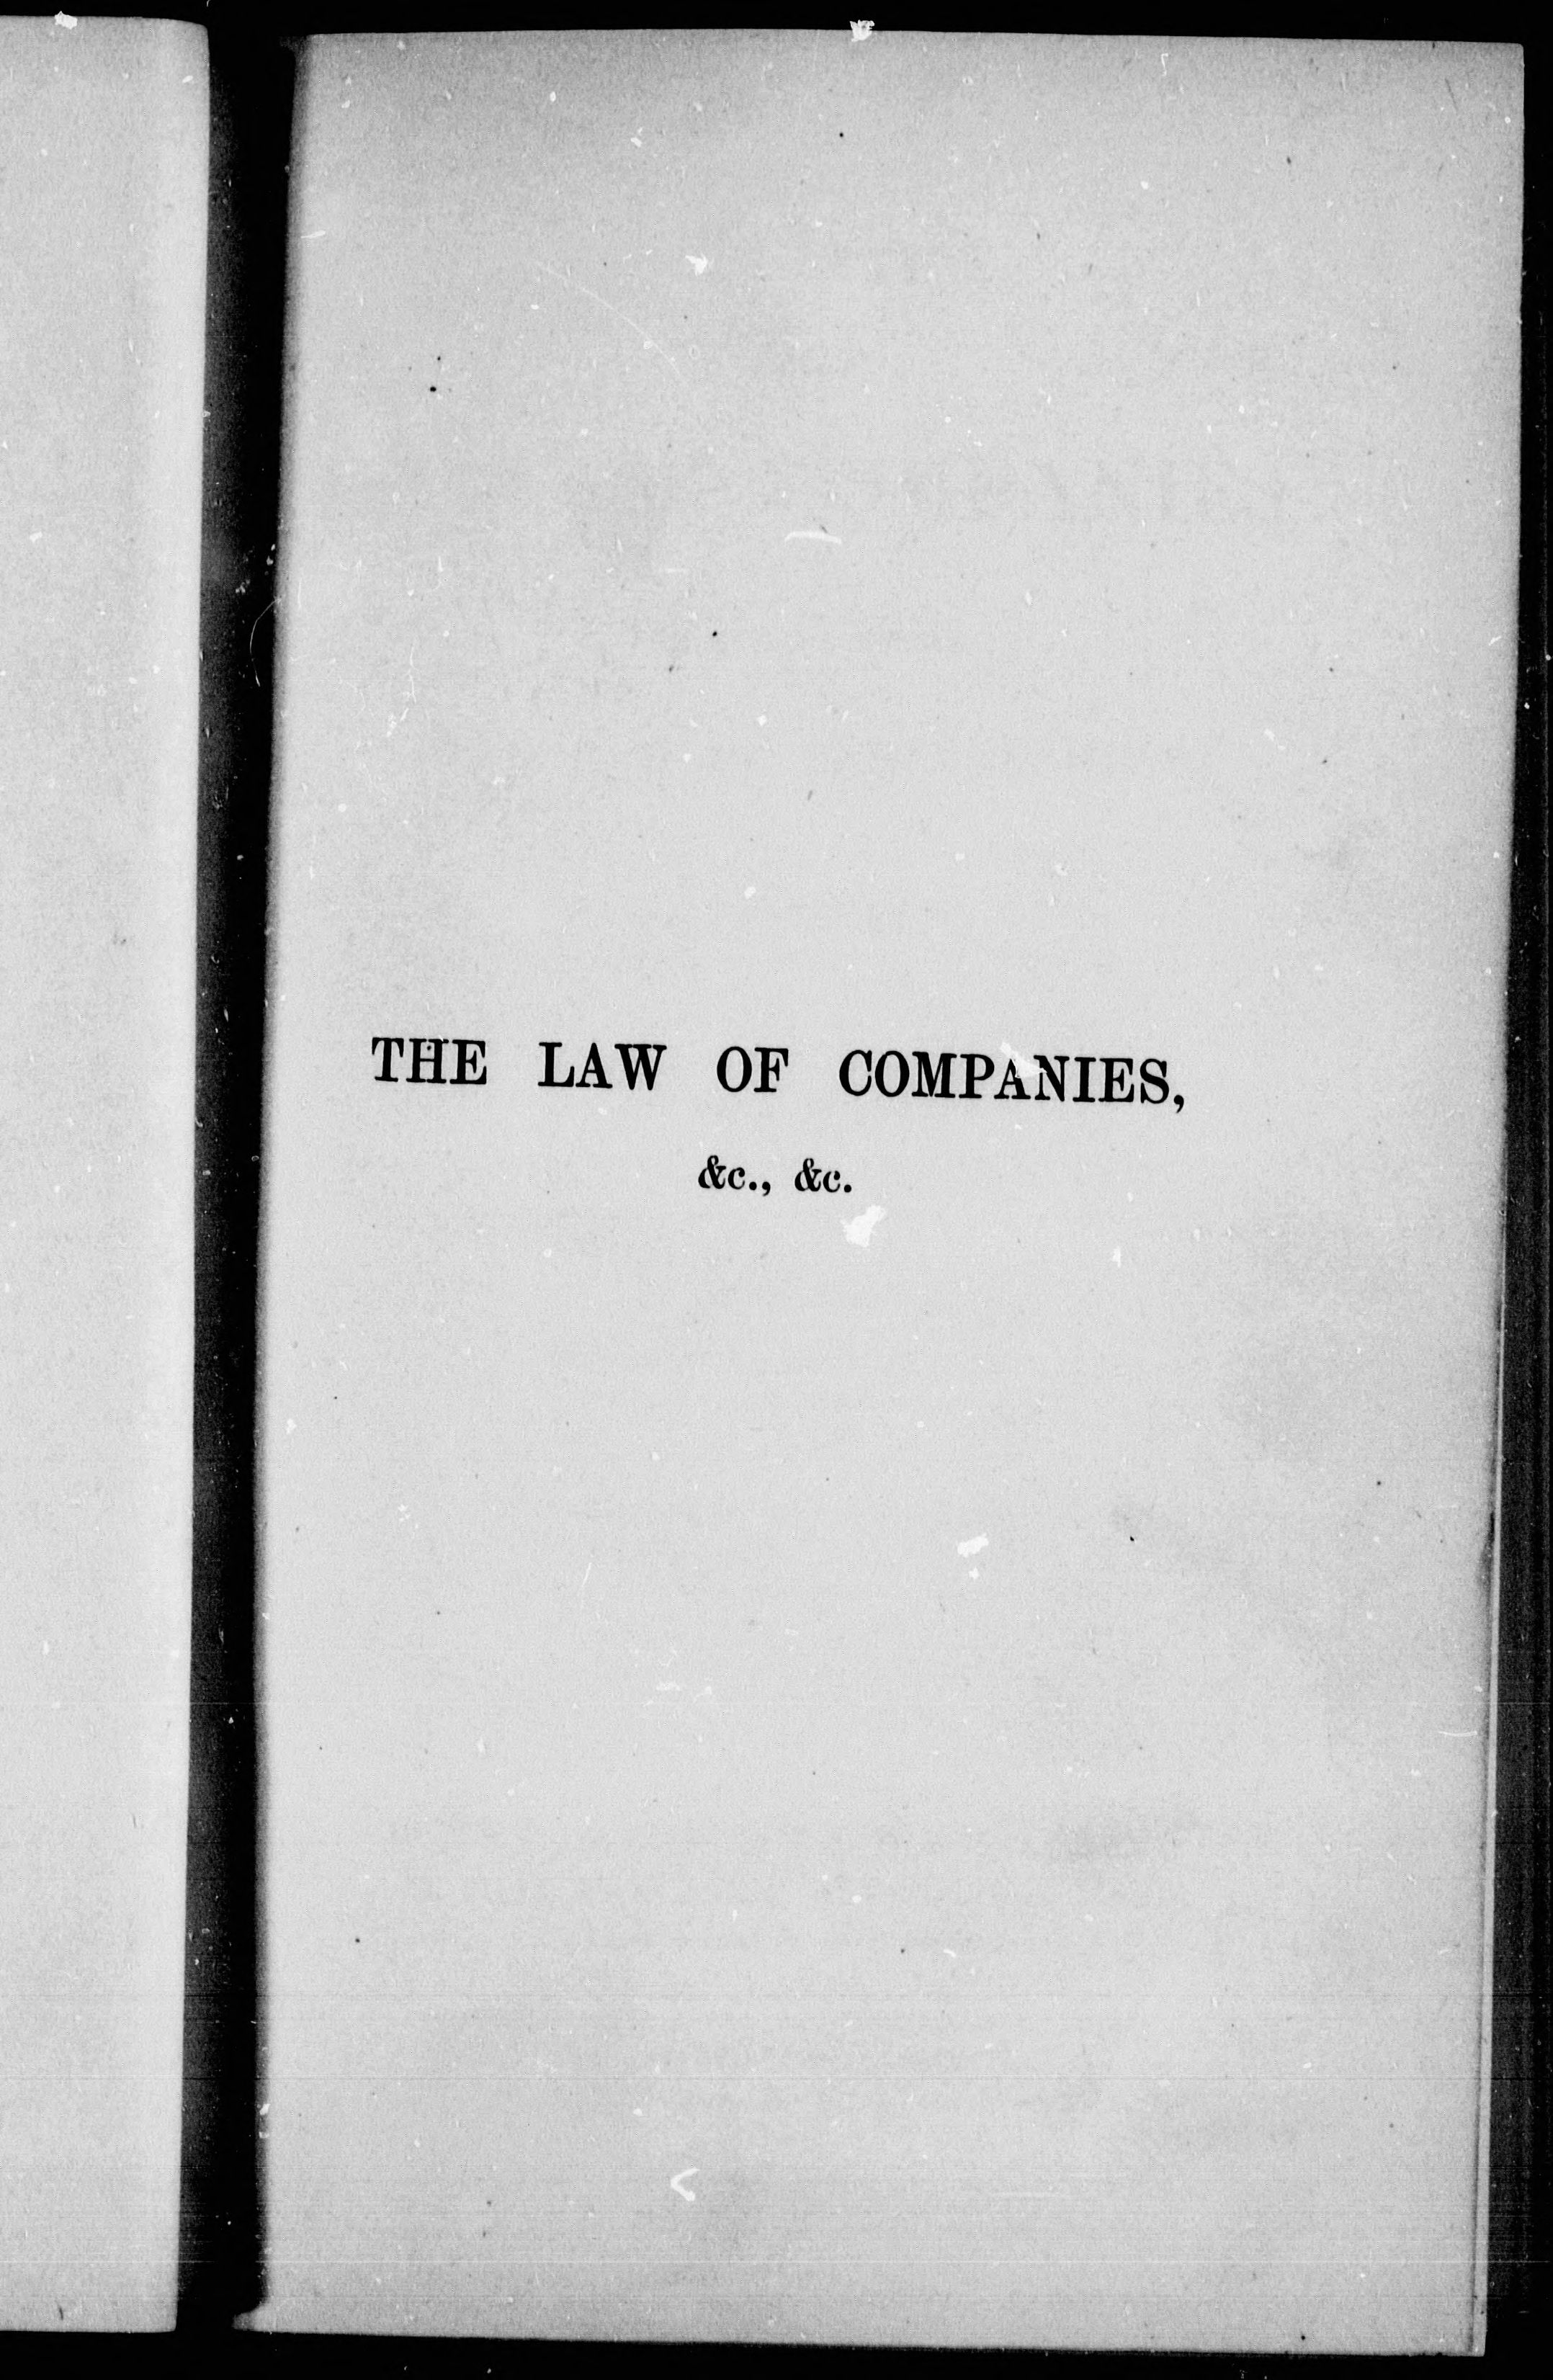 THE LAW OF COMPANIES,
&c., &c.